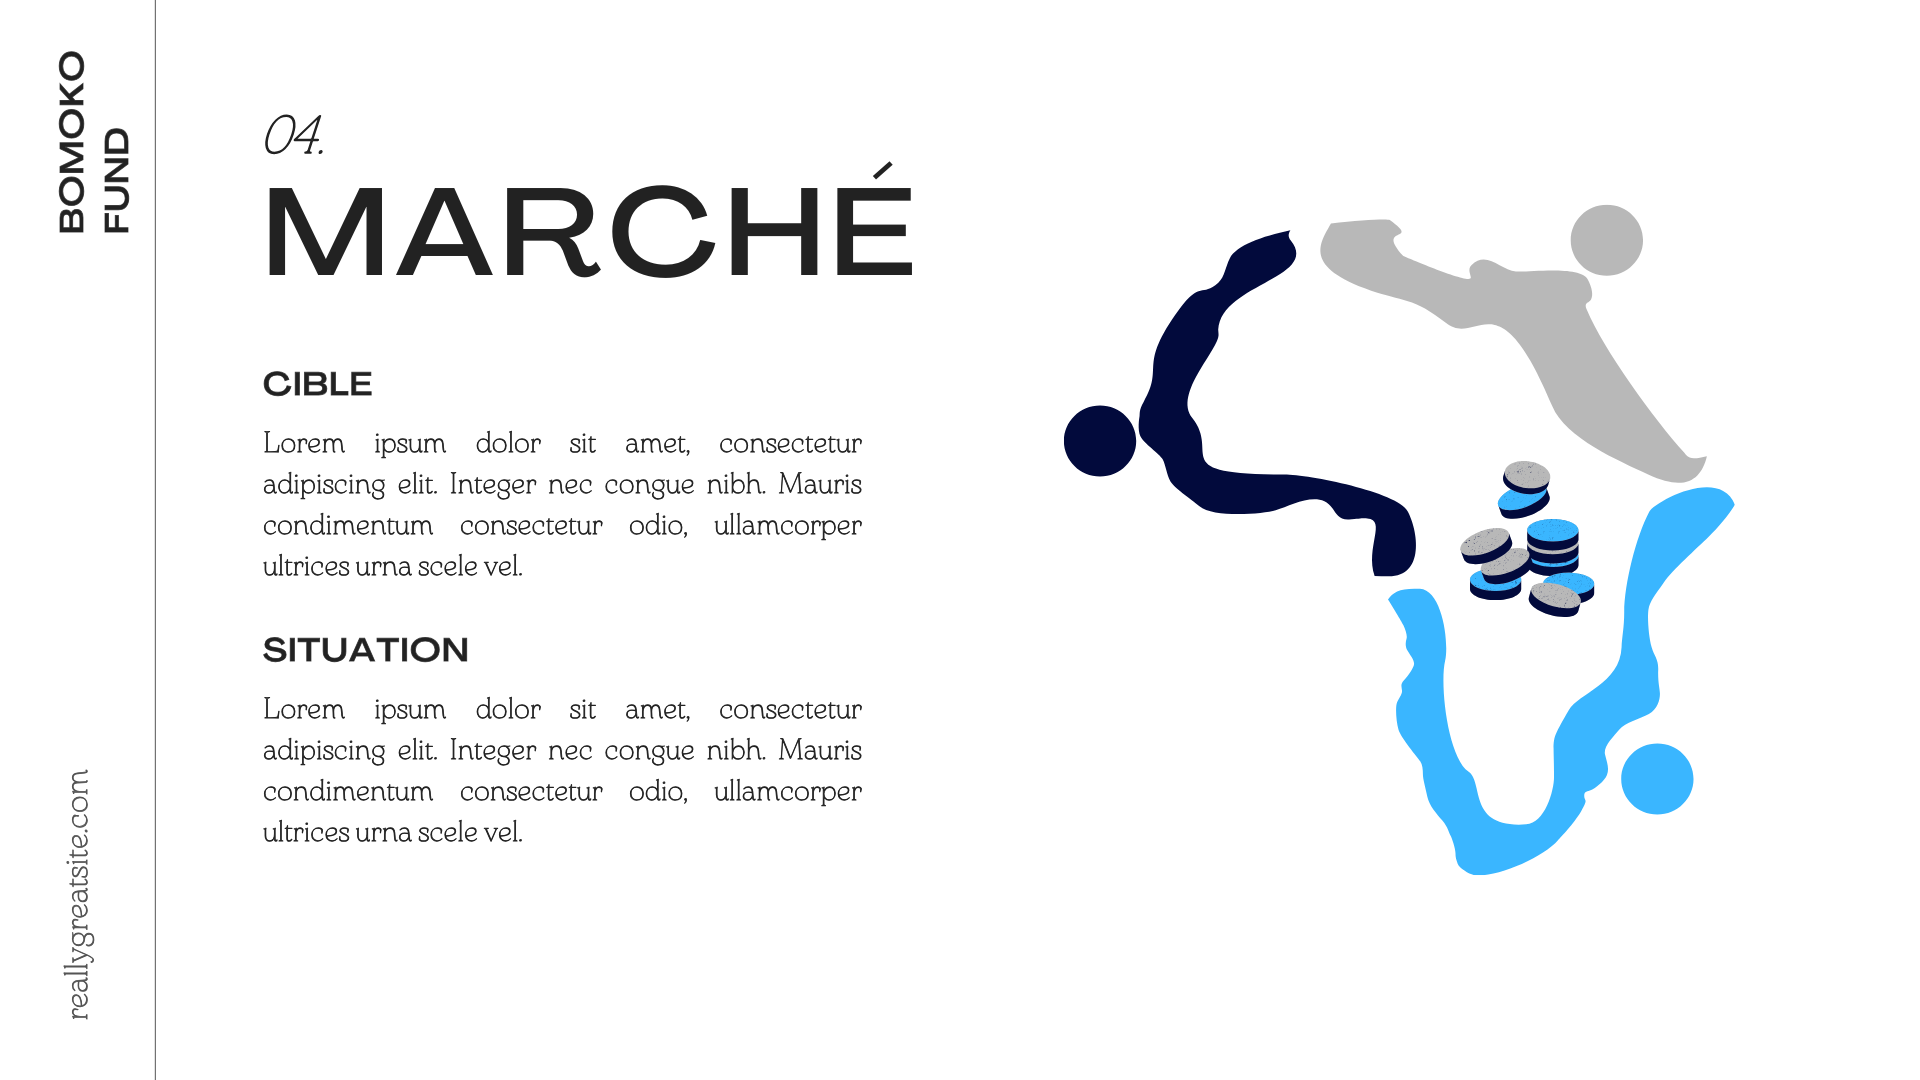 BOMOKO
FUND
reallygreatsite.com
04.
MARCHÉ
CIBLE
Lorem ipsum dolor sit amet, consectetur
adipiscing elit. Integer nec congue nibh. Mauris
condimentum consectetur odio, ullamcorper
ultrices urna scele vel.
SITUATION
Lorem ipsum dolor sit amet, consectetur
adipiscing elit. Integer nec congue nibh. Mauris
condimentum consectetur odio, ullamcorper
ultrices urna scele vel.